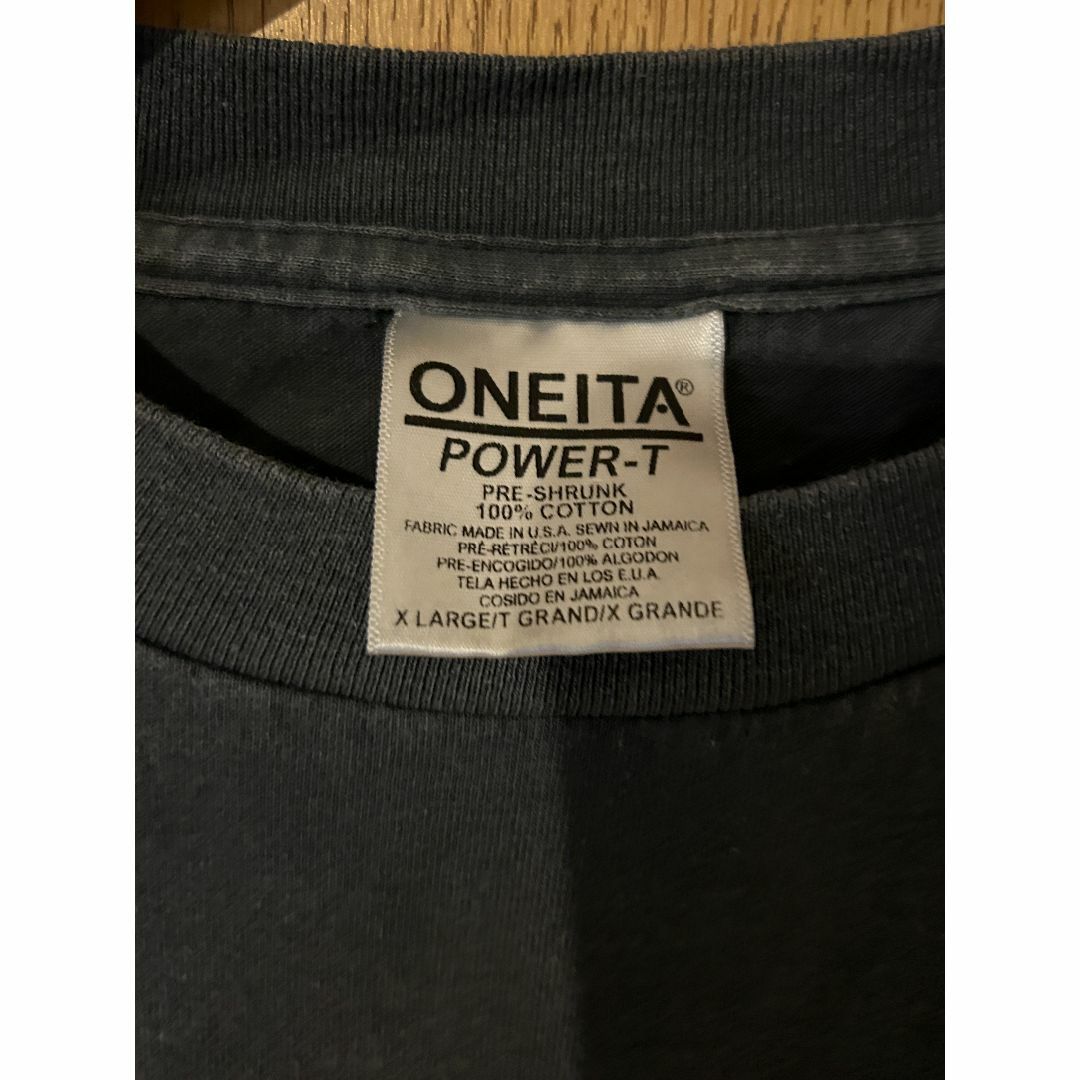 ONEITA®
POWER-T
PRE-SHRUNK
100% COTTON
FABRIC MADE IN U.S.A. SEWN IN JAMAICA
PRÉ-RÉTRÉCI/100% COTON
PRE-ENCOGIDO/100% ALGODON
TELA HECHO EN LOS E.U.A.
COSIDO EN JAMAICA
X LARGE/T GRAND/X GRANDE